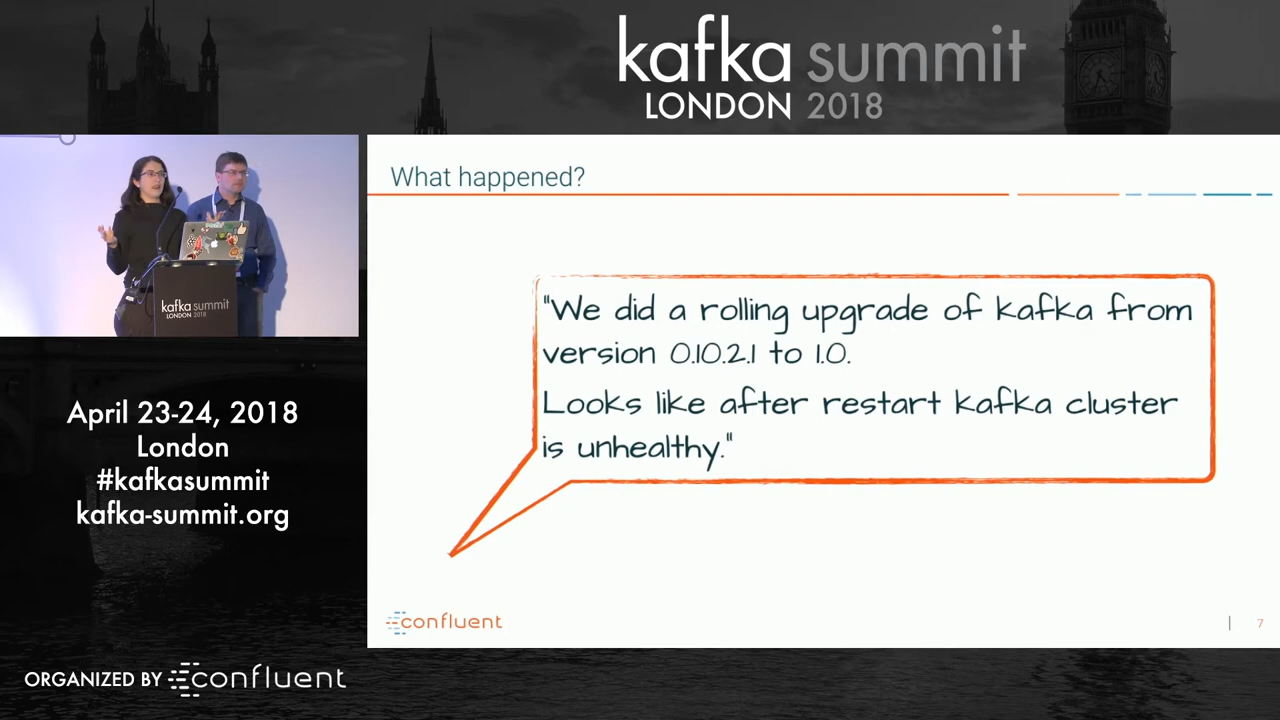 kafka summit
LONDON 2018
What happened?
"We did a rolling upgrade of kafka from
version 0.10.2.1 to 1.0.
Looks like after restart kafka cluster
is unhealthy."
kafka summit
LONDON 2018
April 23-24, 2018
London
#kafkasummit
kafka-summit.org
confluent
| 7
ORGANIZED BY confluent